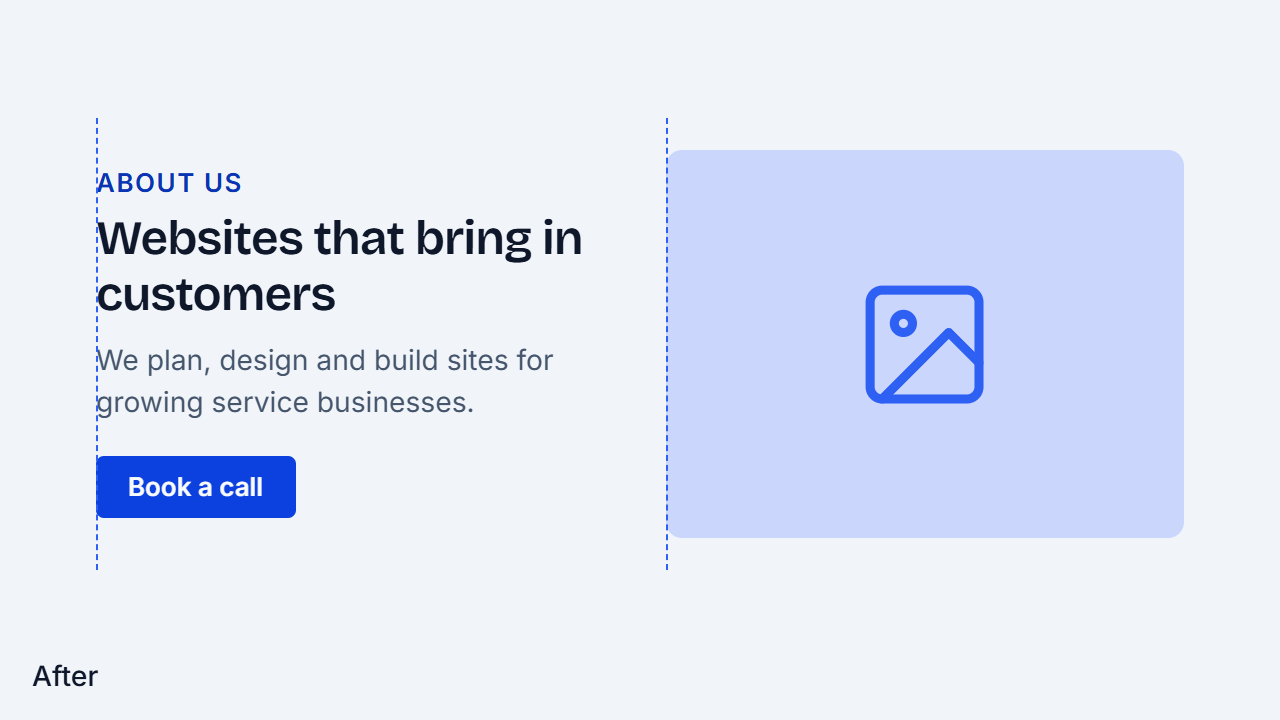 ABOUT US
Websites that bring in
customers
We plan, design and build sites for
growing service businesses.
Book a call
After